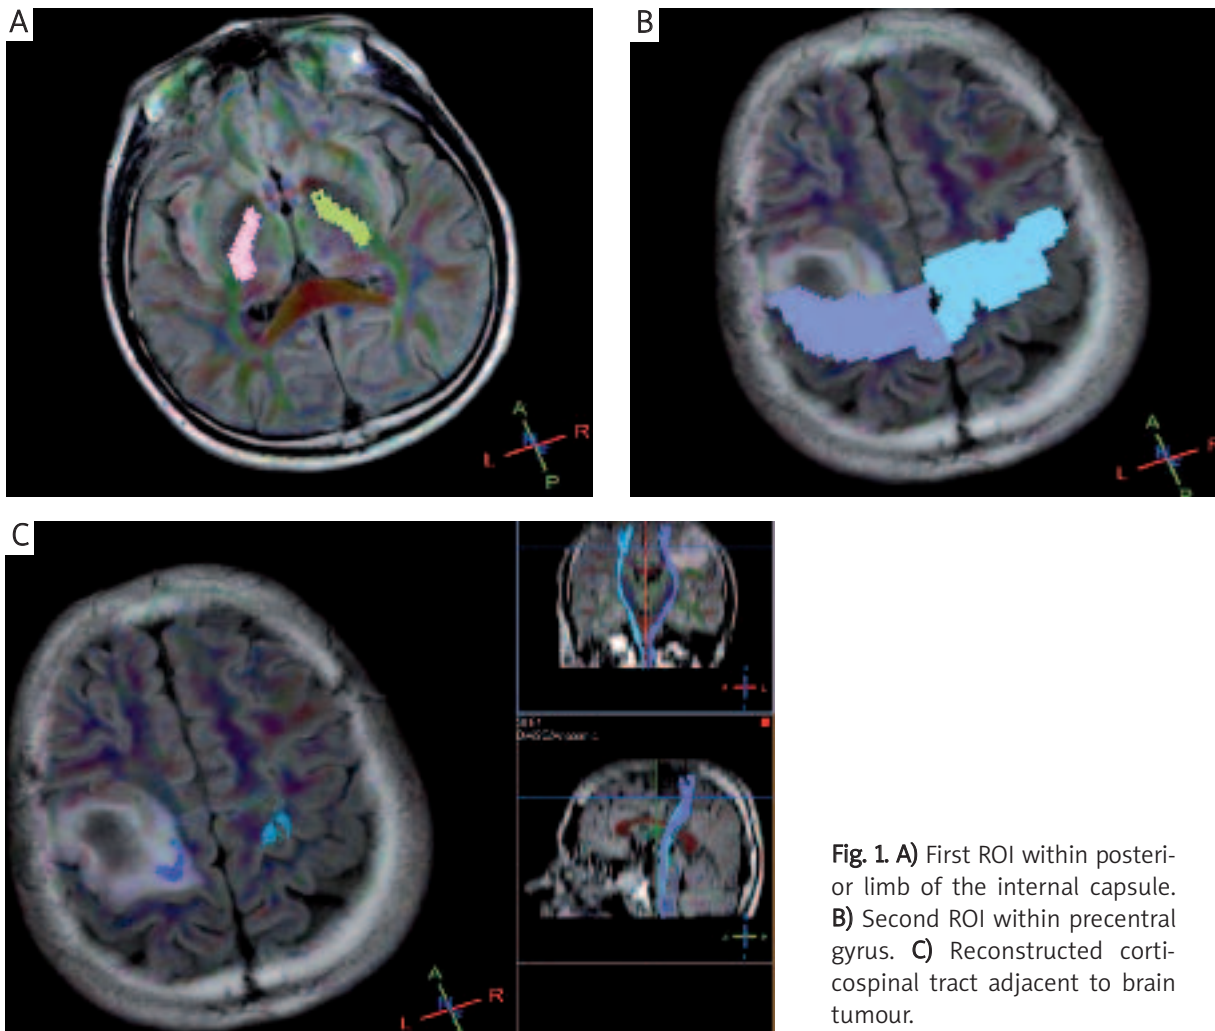 A
B
A
R
L
P
A
L
P
C
A
R
L
Fig. 1. A) First ROI within posteri-
or limb of the internal capsule.
B) Second ROI within precentral
gyrus. C) Reconstructed corti-
cospinal tract adjacent to brain
tumour.